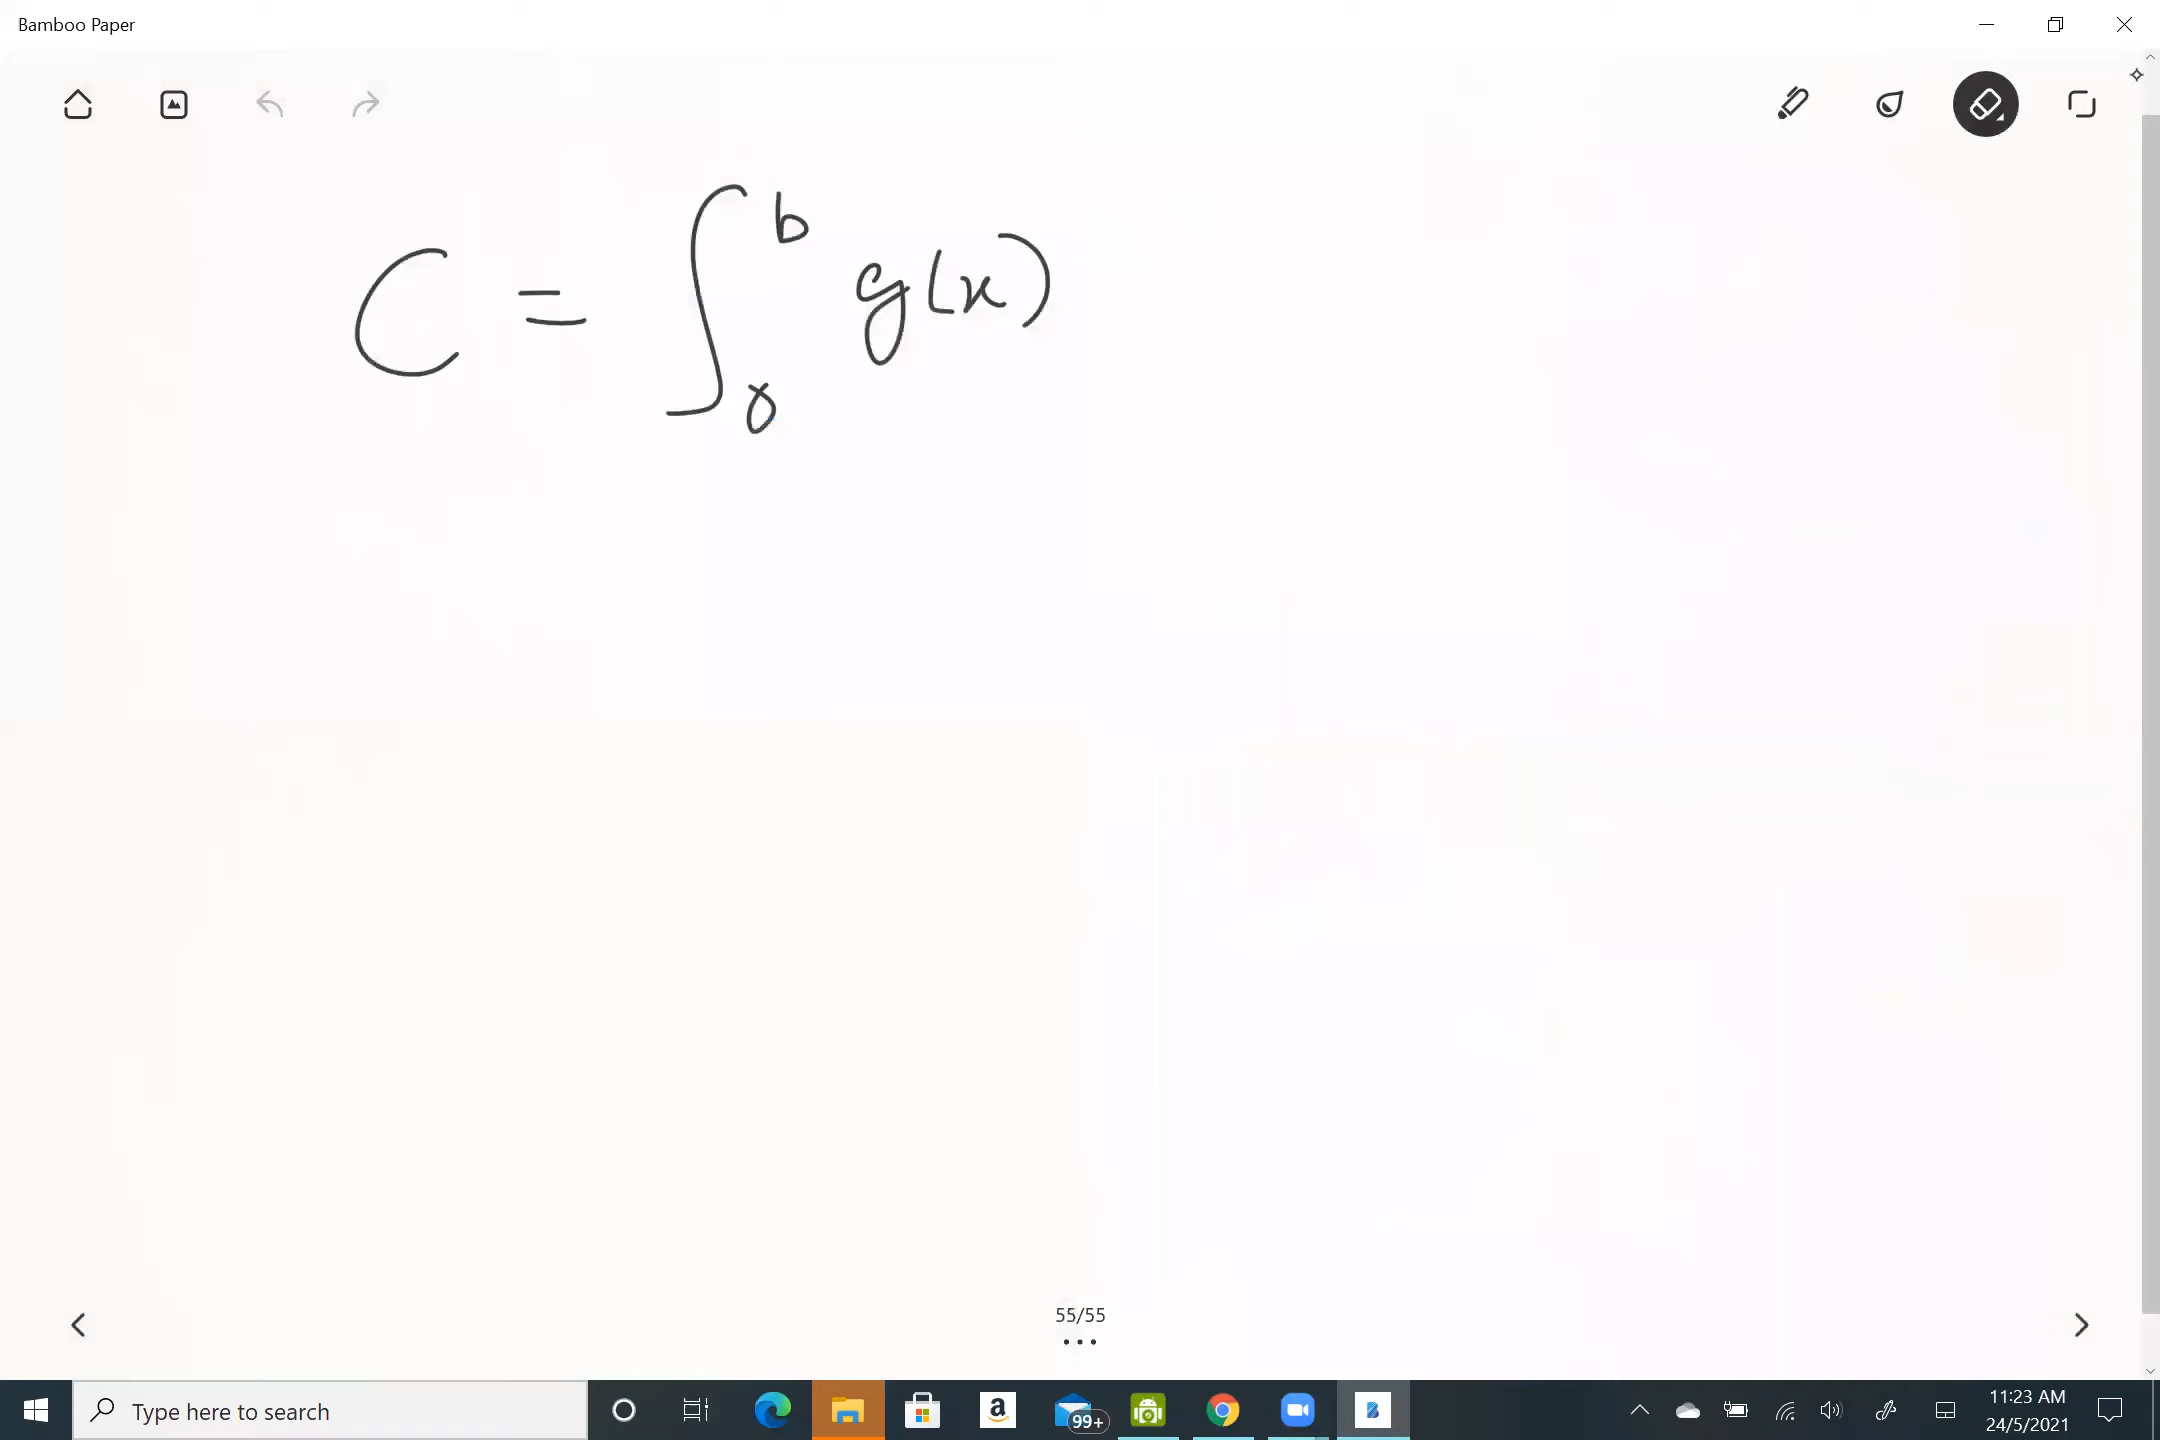 Bamboo Paper
C = ∫₀ᵇ g(x)
55/55
Type here to search
99+
11:23 AM
24/5/2021